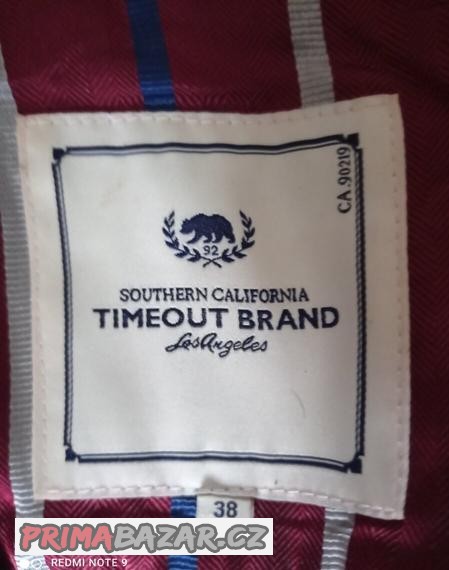 CA.90219
92
SOUTHERN CALIFORNIA
TIMEOUT BRAND
Los Angeles
38
PRIMABAZAR.CZ
REDMI NOTE 9